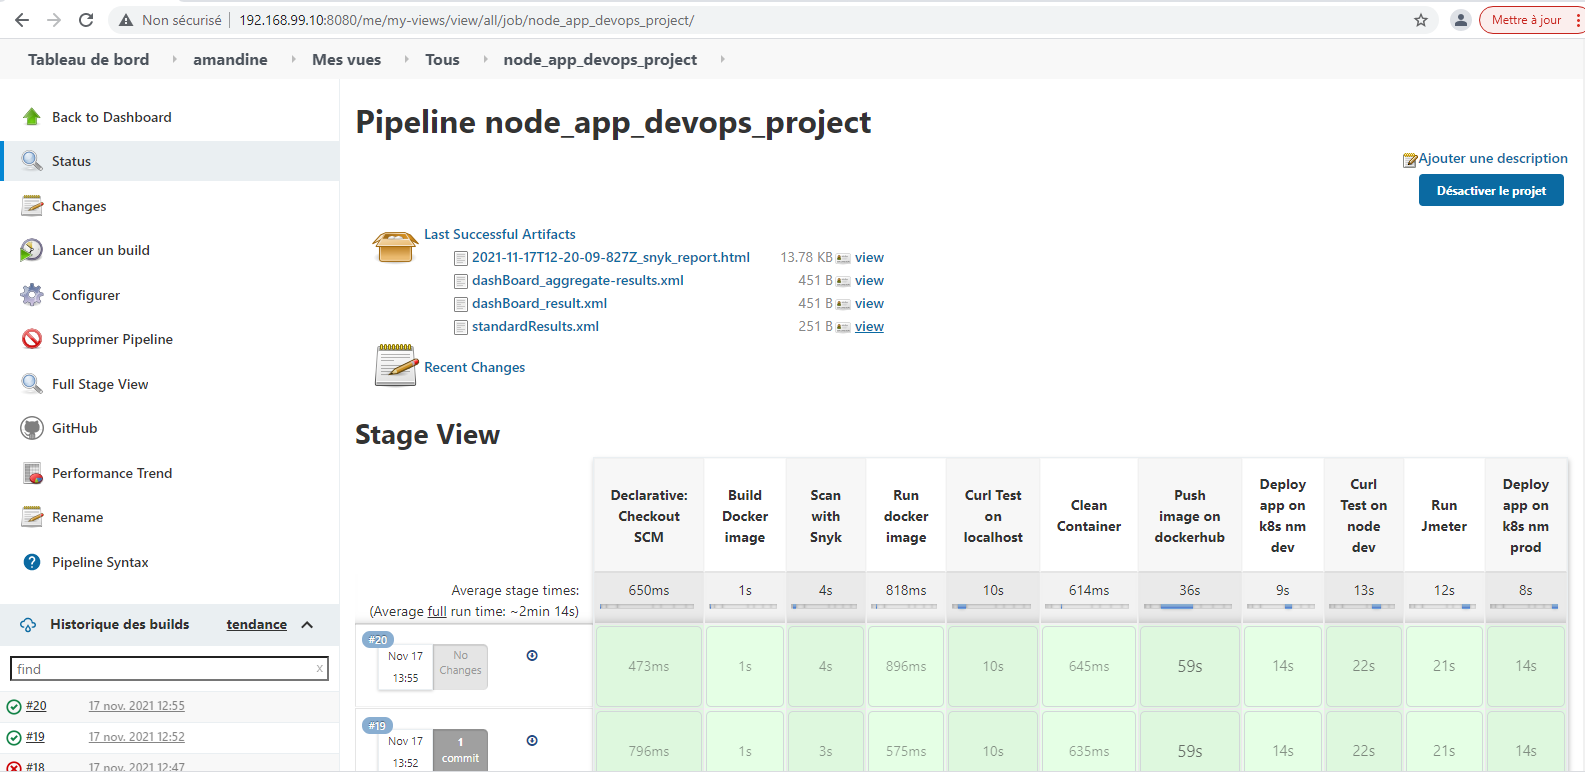 Non sécurisé | 192.168.99.10:8080/me/my-views/view/all/job/node_app_devops_project/
Mettre à jour
Tableau de bord amandine Mes vues Tous node_app_devops_project
Back to Dashboard
Status
Changes
Lancer un build
Configurer
Supprimer Pipeline
Full Stage View
GitHub
Performance Trend
Rename
Pipeline Syntax
Historique des builds tendance
find x
#20 17 nov. 2021 12:55
#19 17 nov. 2021 12:52
#18 17 nov. 2021 12:47
Pipeline node_app_devops_project
Ajouter une description
Désactiver le projet
Last Successful Artifacts
2021-11-17T12-20-09-827Z_snyk_report.html 13.78 KB view
dashBoard_aggregate-results.xml 451 B view
dashBoard_result.xml 451 B view
standardResults.xml 251 B view
Recent Changes
Stage View
Declarative: Checkout SCM
Build Docker image
Scan with Snyk
Run docker image
Curl Test on localhost
Clean Container
Push image on dockerhub
Deploy app on k8s nm dev
Curl Test on node dev
Run Jmeter
Deploy app on k8s nm prod
Average stage times:
(Average full run time: ~2min 14s)
650ms 1s 4s 818ms 10s 614ms 36s 9s 13s 12s 8s
#20
Nov 17
13:55
No Changes
473ms 1s 4s 896ms 10s 645ms 59s 14s 22s 21s 14s
#19
Nov 17
13:52
1 commit
796ms 1s 3s 575ms 10s 635ms 59s 14s 22s 21s 14s